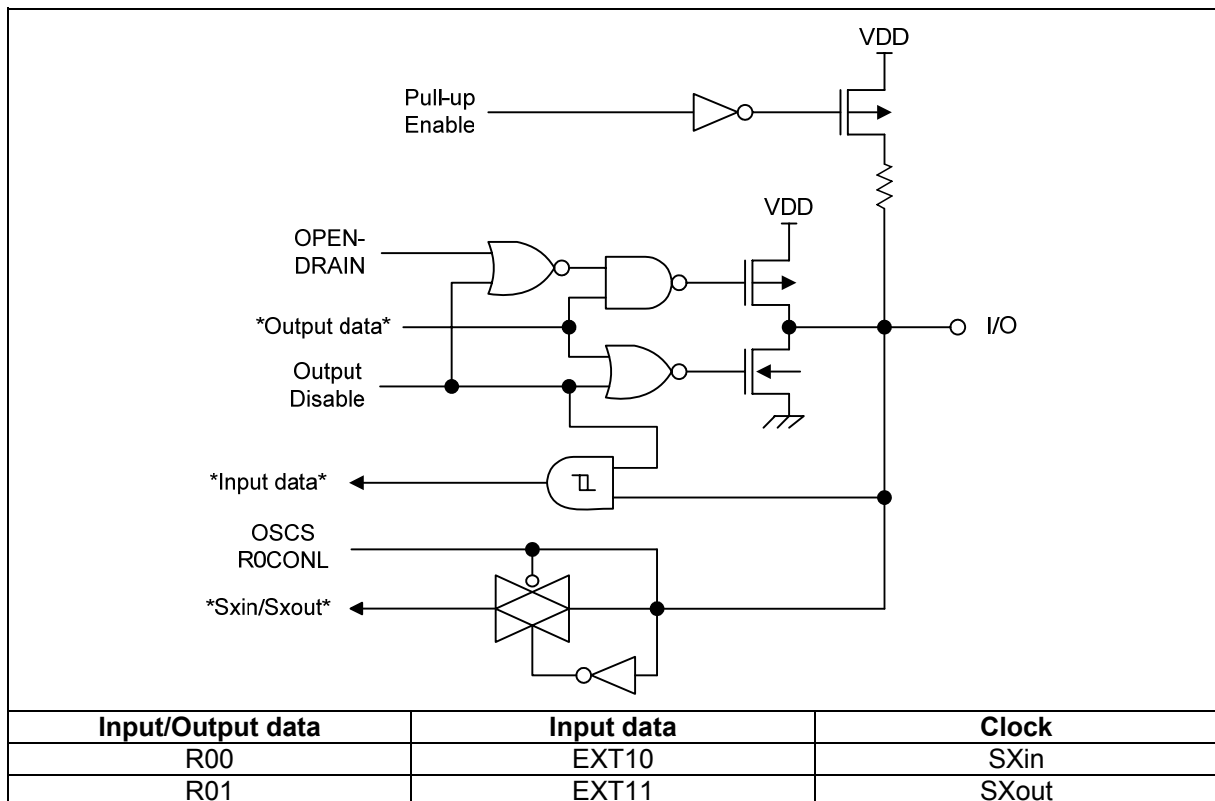 VDD
Pull-up
Enable
VDD
OPEN-
DRAIN
*Output data*
I/O
Output
Disable
*Input data*
OSCS
R0CONL
*Sxin/Sxout*
Input/Output data Input data Clock
R00 EXT10 SXin
R01 EXT11 SXout